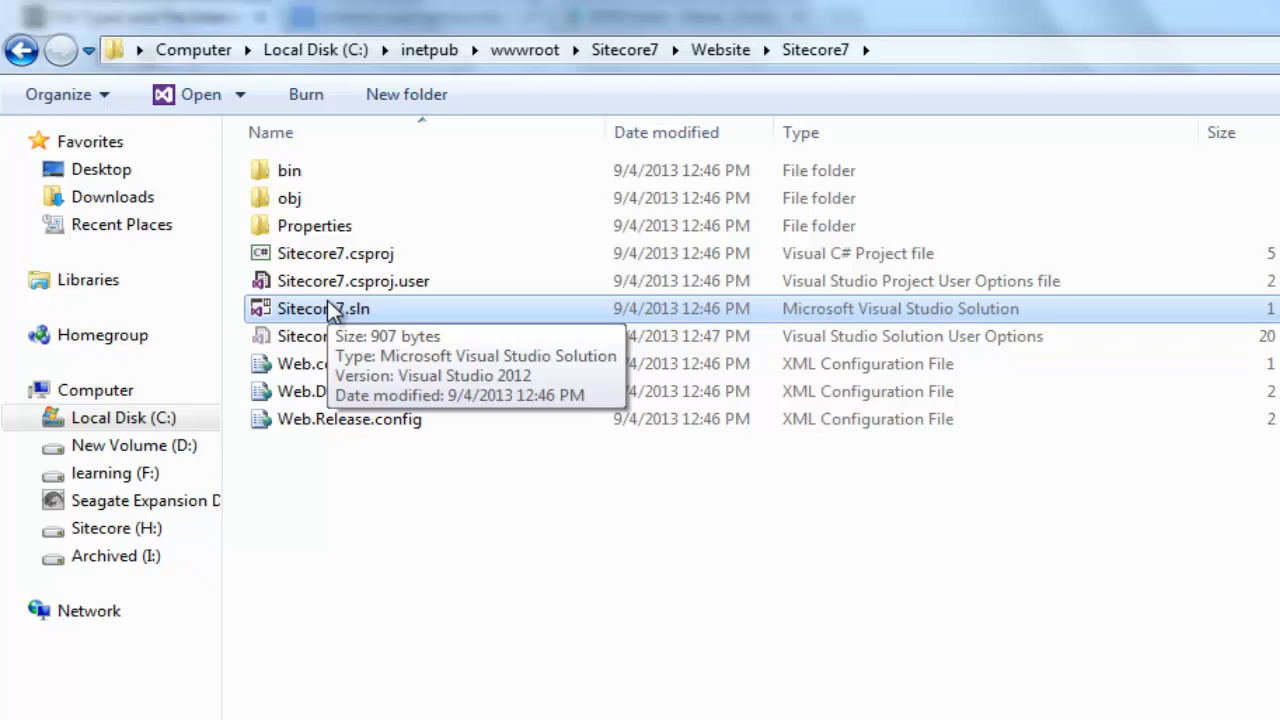 Computer Local Disk (C:) inetpub wwwroot Sitecore7 Website Sitecore7
Organize Open Burn New folder
Name Date modified Type Size
Favorites
Desktop
Downloads
Recent Places
Libraries
Homegroup
Computer
Local Disk (C:)
New Volume (D:)
learning (F:)
Seagate Expansion D
Sitecore (H:)
Archived (I:)
Network
bin 9/4/2013 12:46 PM File folder
obj 9/4/2013 12:46 PM File folder
Properties 9/4/2013 12:46 PM File folder
Sitecore7.csproj 9/4/2013 12:46 PM Visual C# Project file 5
Sitecore7.csproj.user 9/4/2013 12:46 PM Visual Studio Project User Options file 2
Sitecore7.sln 9/4/2013 12:46 PM Microsoft Visual Studio Solution 1
Sitecor /4/2013 12:47 PM Visual Studio Solution User Options 20
Web.c /4/2013 12:46 PM XML Configuration File 1
Web.D /4/2013 12:46 PM XML Configuration File 2
Web.Release.config 9/4/2013 12:46 PM XML Configuration File 2
Size: 907 bytes
Type: Microsoft Visual Studio Solution
Version: Visual Studio 2012
Date modified: 9/4/2013 12:46 PM